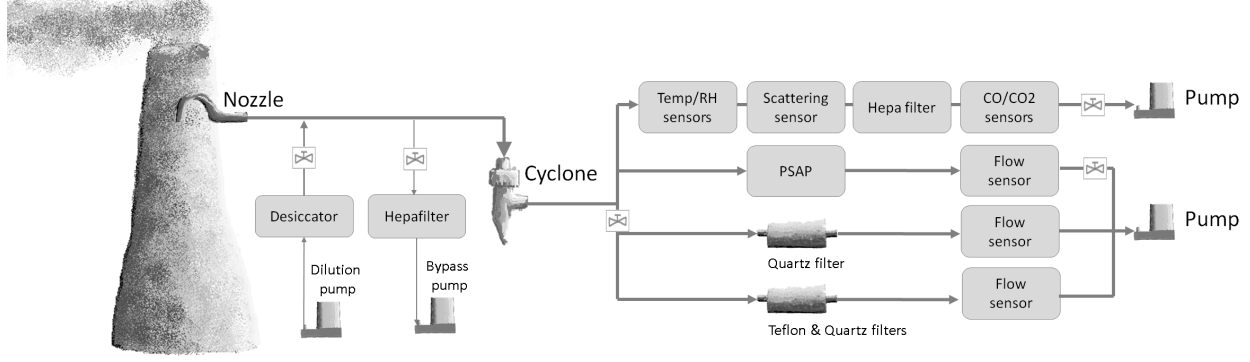 Nozzle
Desiccator
Hepafilter
Dilution
pump
Bypass
pump
Cyclone
Temp/RH
sensors
Scattering
sensor
Hepa filter
CO/CO2
sensors
Pump
PSAP
Flow
sensor
Quartz filter
Flow
sensor
Pump
Teflon & Quartz filters
Flow
sensor